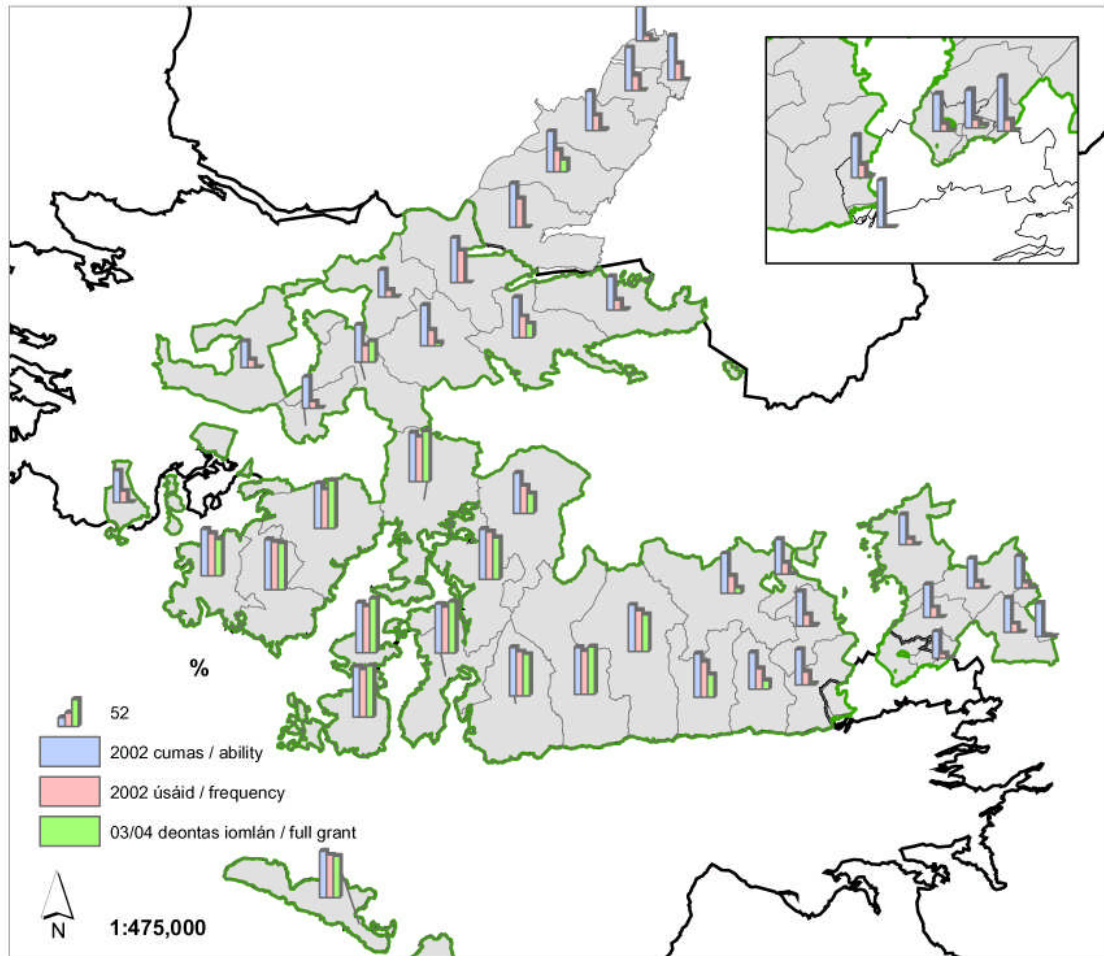 %
52
2002 cumas / ability
2002 úsáid / frequency
03/04 deontas iomlán / full grant
N
1:475,000